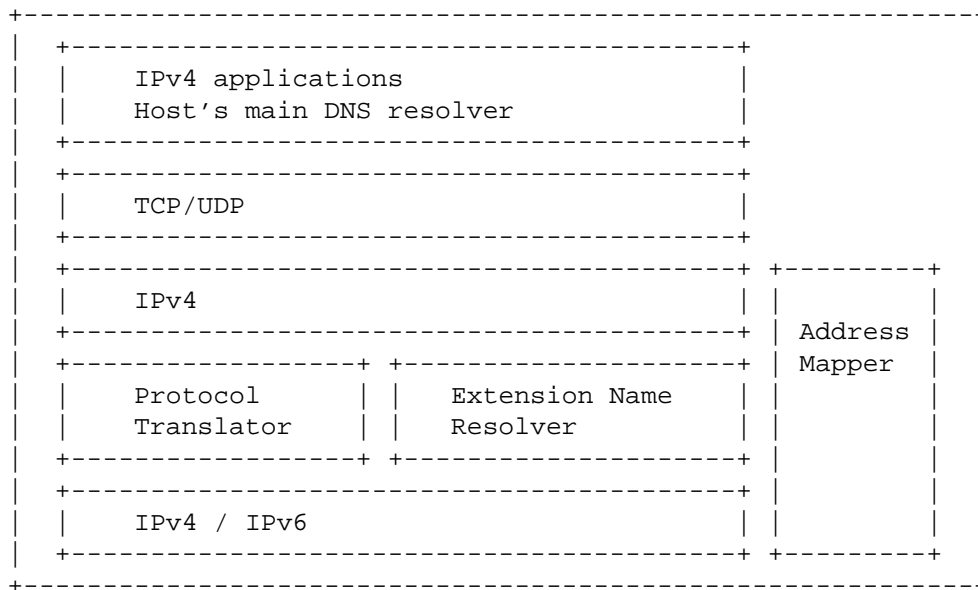 IPv4 applications
Host's main DNS resolver
TCP/UDP
IPv4
Address
Mapper
Protocol
Translator
Extension Name
Resolver
IPv4 / IPv6